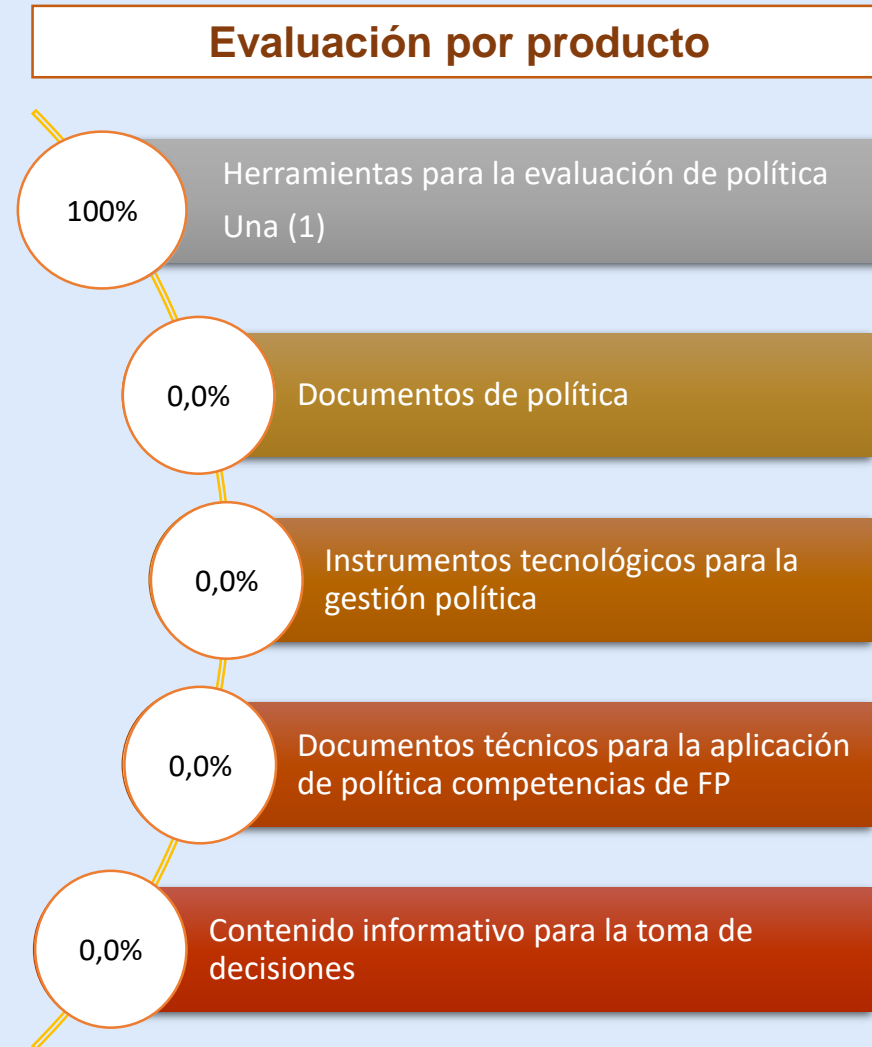 Evaluación por producto
100%
Herramientas para la evaluación de política
Una (1)
0,0%
Documentos de política
0,0%
Instrumentos tecnológicos para la
gestión política
0,0%
Documentos técnicos para la aplicación
de política competencias de FP
0,0%
Contenido informativo para la toma de
decisiones